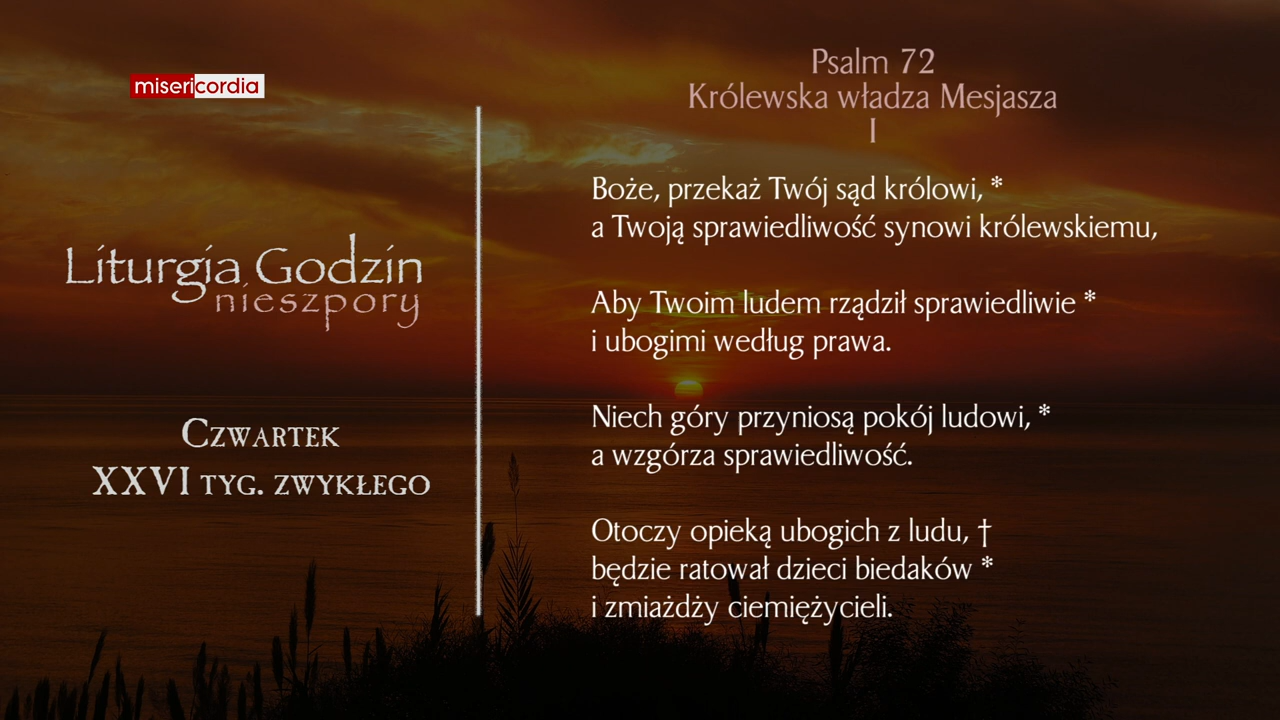 misericordia
Liturgia Godzin
nieszpory
Czwartek
XXVI tyg. zwykłego
Psalm 72
Królewska władza Mesjasza
I
Boże, przekaż Twój sąd królowi, *
a Twoją sprawiedliwość synowi królewskiemu,
Aby Twoim ludem rządził sprawiedliwie *
i ubogimi według prawa.
Niech góry przyniosą pokój ludowi, *
a wzgórza sprawiedliwość.
Otoczy opieką ubogich z ludu, †
będzie ratował dzieci biedaków *
i zmiażdży ciemiężycieli.